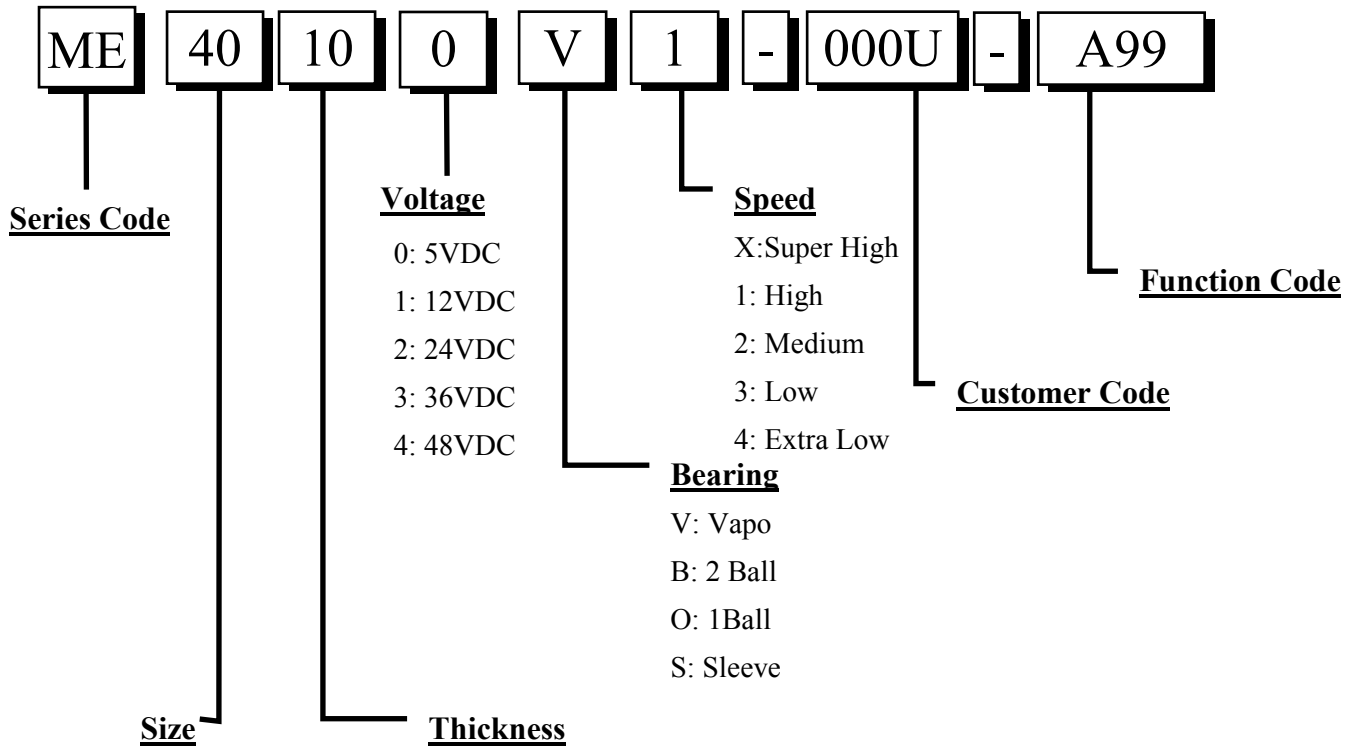 ME 40 10 0 V 1 - 000U - A99
Series Code
Voltage
0: 5VDC
1: 12VDC
2: 24VDC
3: 36VDC
4: 48VDC
Speed
X:Super High
1: High
2: Medium
3: Low
4: Extra Low
Function Code
Customer Code
Bearing
V: Vapo
B: 2 Ball
O: 1Ball
S: Sleeve
Size
Thickness